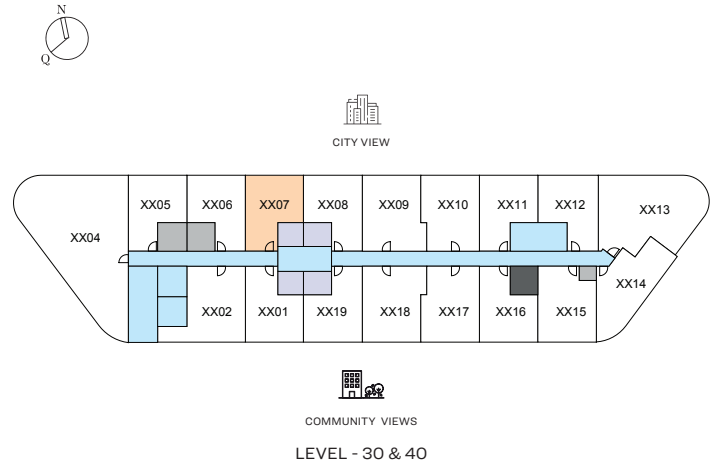 N
Q
CITY VIEW
XX05 XX06 XX07 XX08 XX09 XX10 XX11 XX12
XX13
XX04
XX14
XX02 XX01 XX19 XX18 XX17 XX16 XX15
COMMUNITY VIEWS
LEVEL - 30 & 40